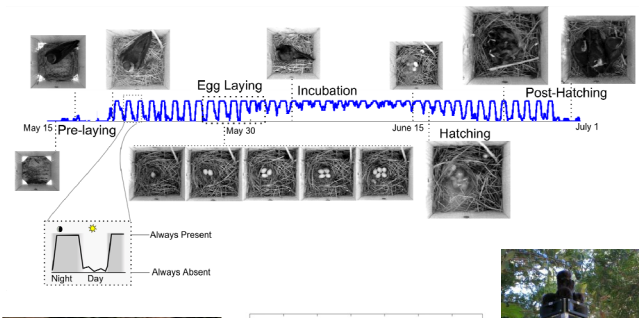 Egg Laying
Incubation
Post-Hatching
May 15
Pre-laying
May 30
June 15
Hatching
July 1
Always Present
Always Absent
Night
Day